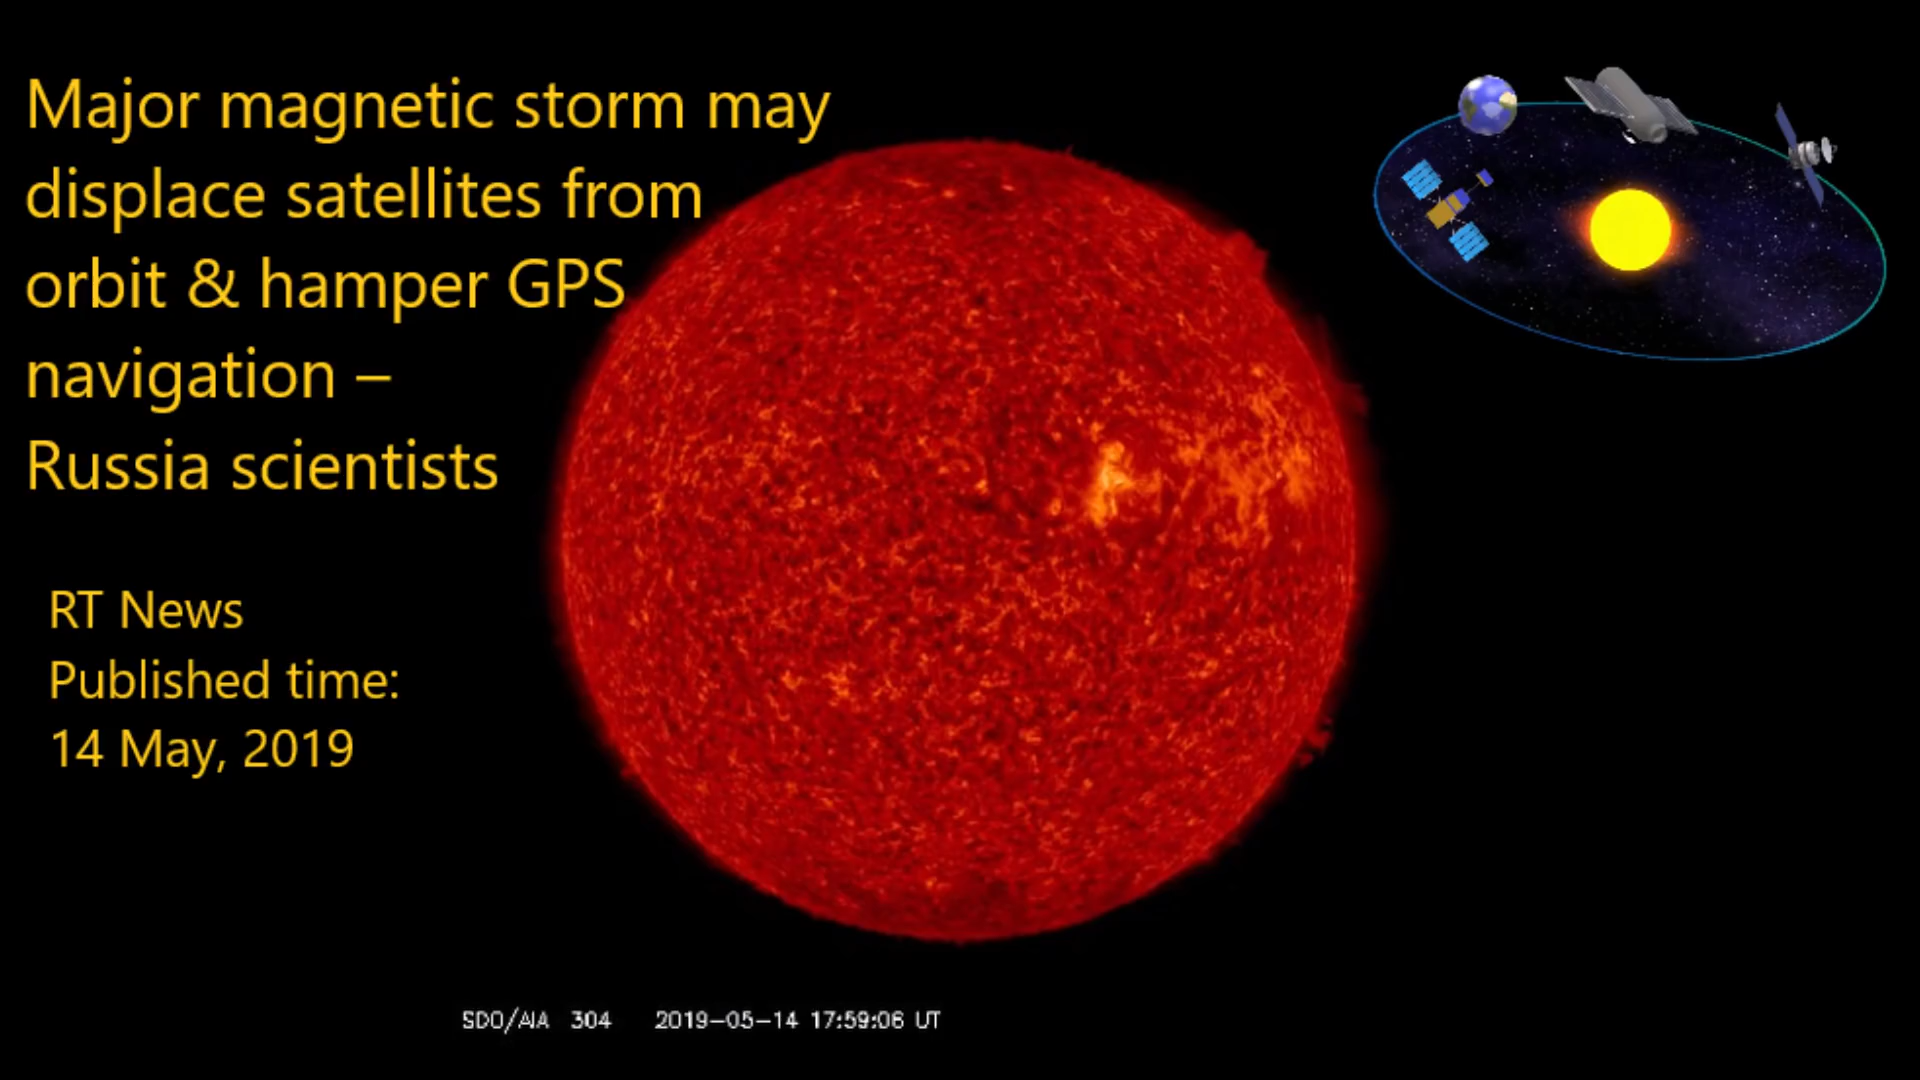 Major magnetic storm may
displace satellites from
orbit & hamper GPS
navigation –
Russia scientists
RT News
Published time:
14 May, 2019
SDO/AIA 304 2019-05-14 17:59:06 UT